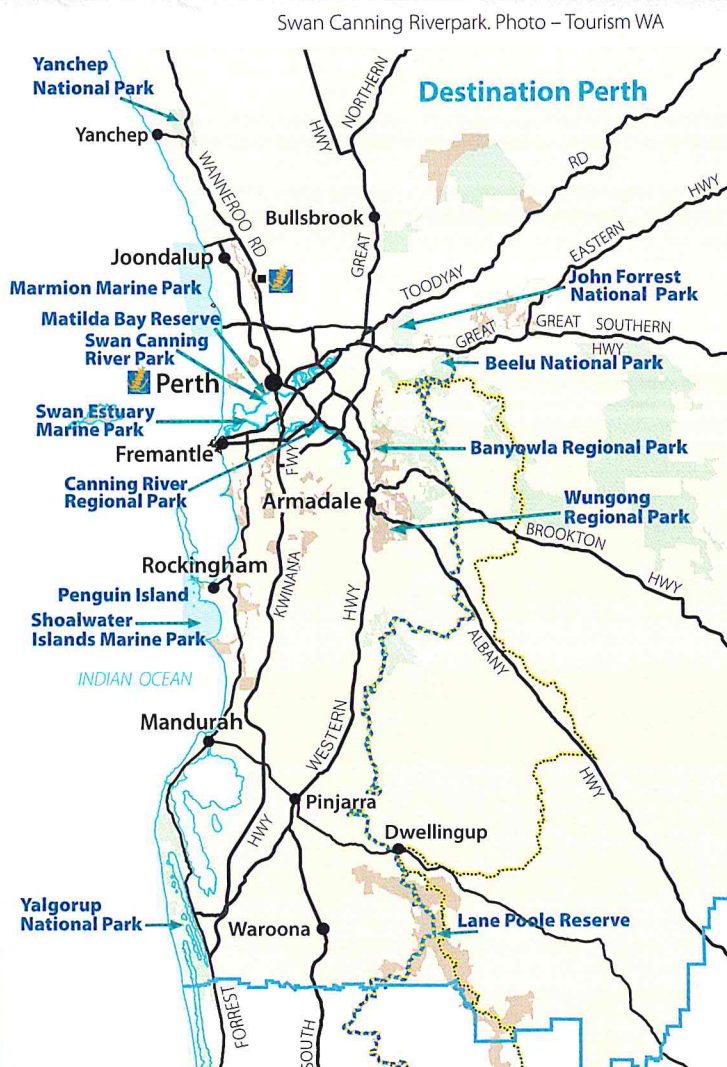 Swan Canning Riverpark. Photo – Tourism WA
Destination Perth
Yanchep
National Park
Yanchep
WANNEROO RD
HWY
NORTHERN
GREAT
RD
HWY
EASTERN
Bullsbrook
Joondalup
TOODYAY
John Forrest
National Park
Marmion Marine Park
Matilda Bay Reserve
Swan Canning
River Park
GREAT
GREAT SOUTHERN
HWY
Beelu National Park
Perth
Swan Estuary
Marine Park
Fremantle
FWY
Banyowla Regional Park
Canning River
Regional Park
Armadale
Wungong
Regional Park
BROOKTON
HWY
Rockingham
KWINANA
HWY
Penguin Island
Shoalwater
Islands Marine Park
ALBANY
INDIAN OCEAN
Mandurah
WESTERN
HWY
Pinjarra
HWY
Dwellingup
Yalgorup
National Park
Waroona
Lane Poole Reserve
FORREST
SOUTH